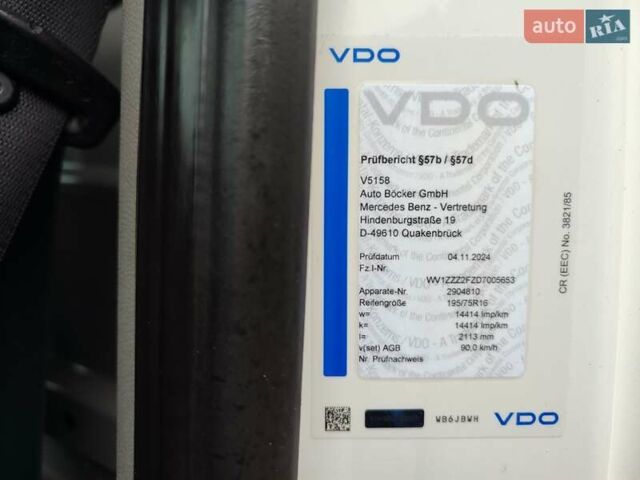 auto RIA .com
VDO
VDO
Prüfbericht §57b / §57d
V5158
Auto Böcker GmbH
Mercedes Benz - Vertretung
Hindenburgstraße 19
D-49610 Quakenbrück
Prüfdatum 04.11.2024
Fz.I-Nr.
WV1ZZZ2FZD7005653
Apparate-Nr. 2904810
Reifengröße 195/75R16
w= 14414 Imp/km
k= 14414 Imp/km
l= 2113 mm
v(set) AGB 90,0 km/h
Nr. Prüfnachweis
CR (EEC) No. 3821/85
WB6JBWH VDO